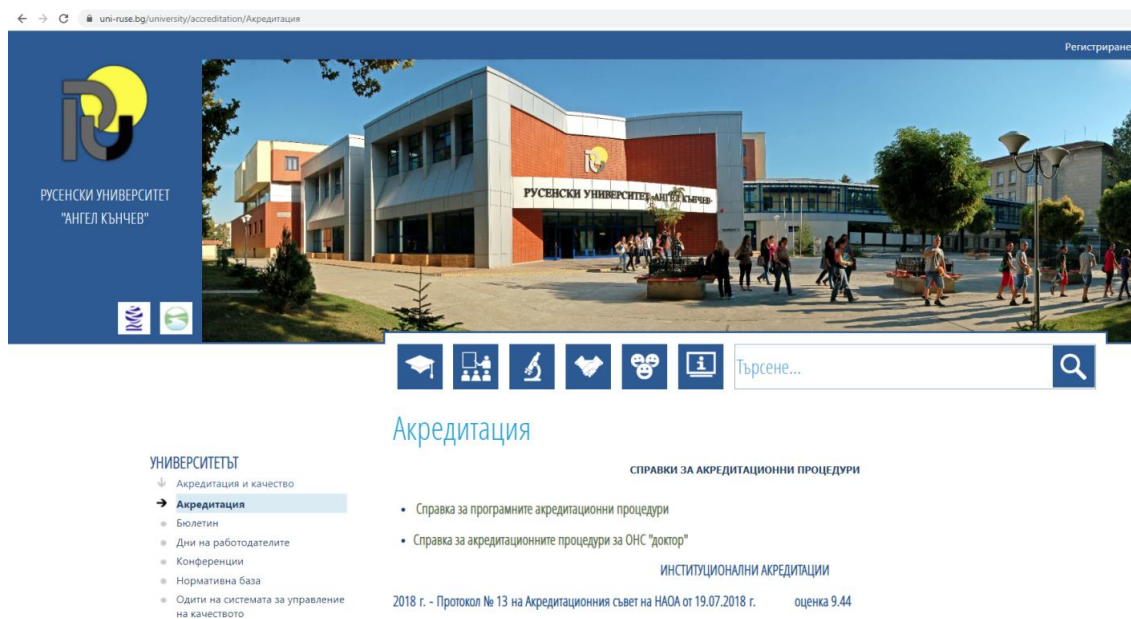 uni-ruse.bg/university/accreditation/Акредитация
Регистриране
РУСЕНСКИ УНИВЕРСИТЕТ
"АНГЕЛ КЪНЧЕВ"
РУСЕНСКИ УНИВЕРСИТЕТ „АНГЕЛ КЪНЧЕВ"
Търсене...
Акредитация
УНИВЕРСИТЕТЪТ
Акредитация и качество
Акредитация
Бюлетин
Дни на работодателите
Конференции
Нормативна база
Одити на системата за управление
на качеството
СПРАВКИ ЗА АКРЕДИТАЦИОННИ ПРОЦЕДУРИ
Справка за програмните акредитационни процедури
Справка за акредитационните процедури за ОНС "доктор"
ИНСТИТУЦИОНАЛНИ АКРЕДИТАЦИИ
2018 г. - Протокол № 13 на Акредитационния съвет на НАОА от 19.07.2018 г. оценка 9.44